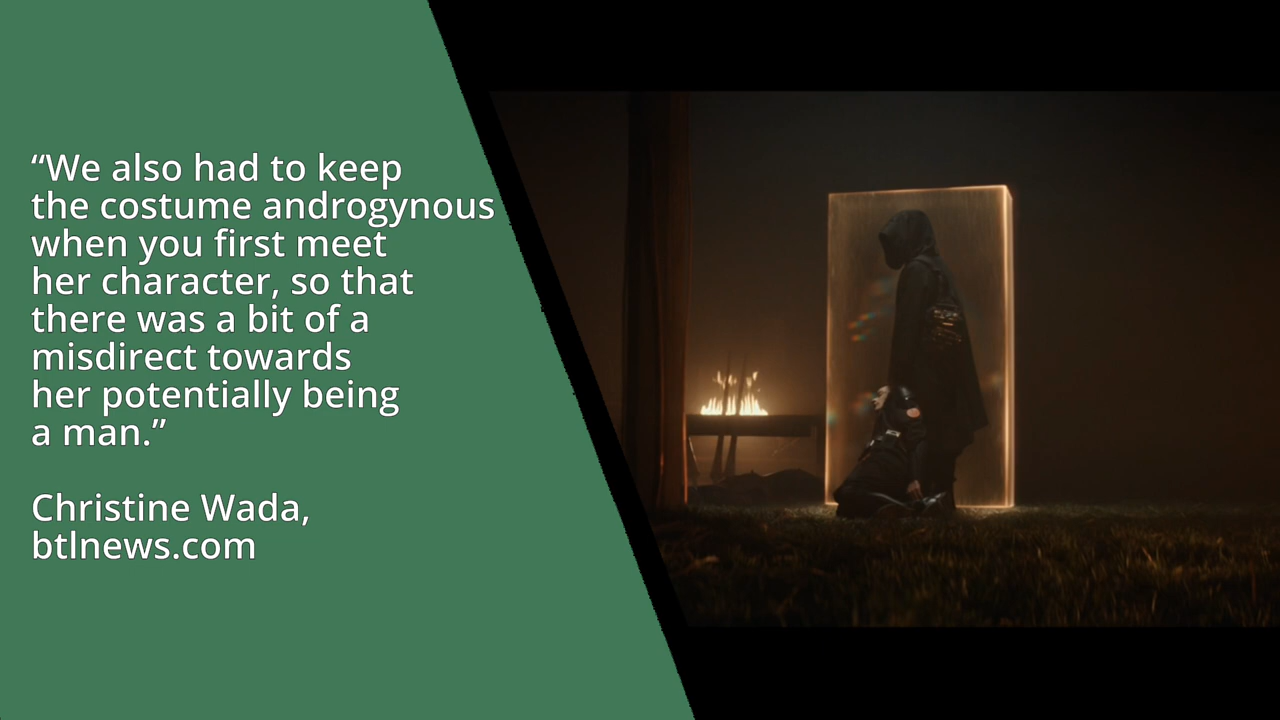 “We also had to keep
the costume androgynous
when you first meet
her character, so that
there was a bit of a
misdirect towards
her potentially being
a man.”
Christine Wada,
btlnews.com